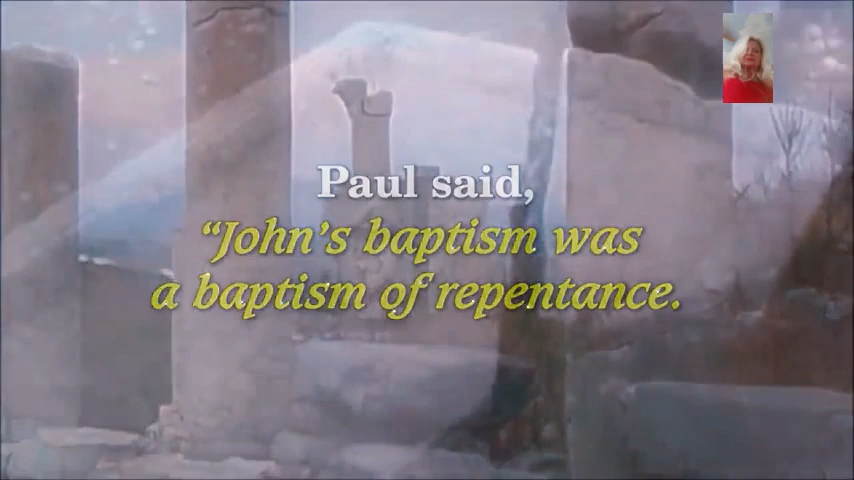 Paul said,
“John’s baptism was
a baptism of repentance.